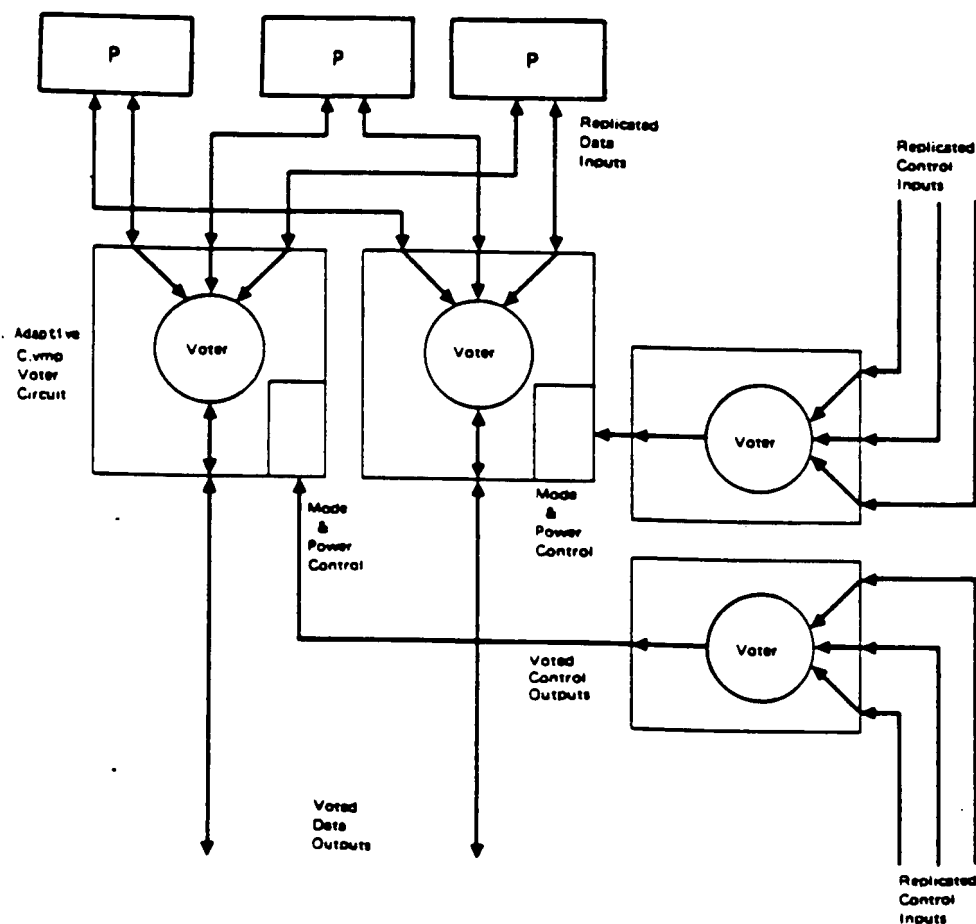 P
P
P
Replicated
Data
Inputs
Replicated
Control
Inputs
Adaptive
C.vmp
Voter
Circuit
Voter
Voter
Voter
Mode
&
Power
Control
Mode
&
Power
Control
Voter
Voted
Control
Outputs
Voted
Data
Outputs
Replicated
Control
Inputs